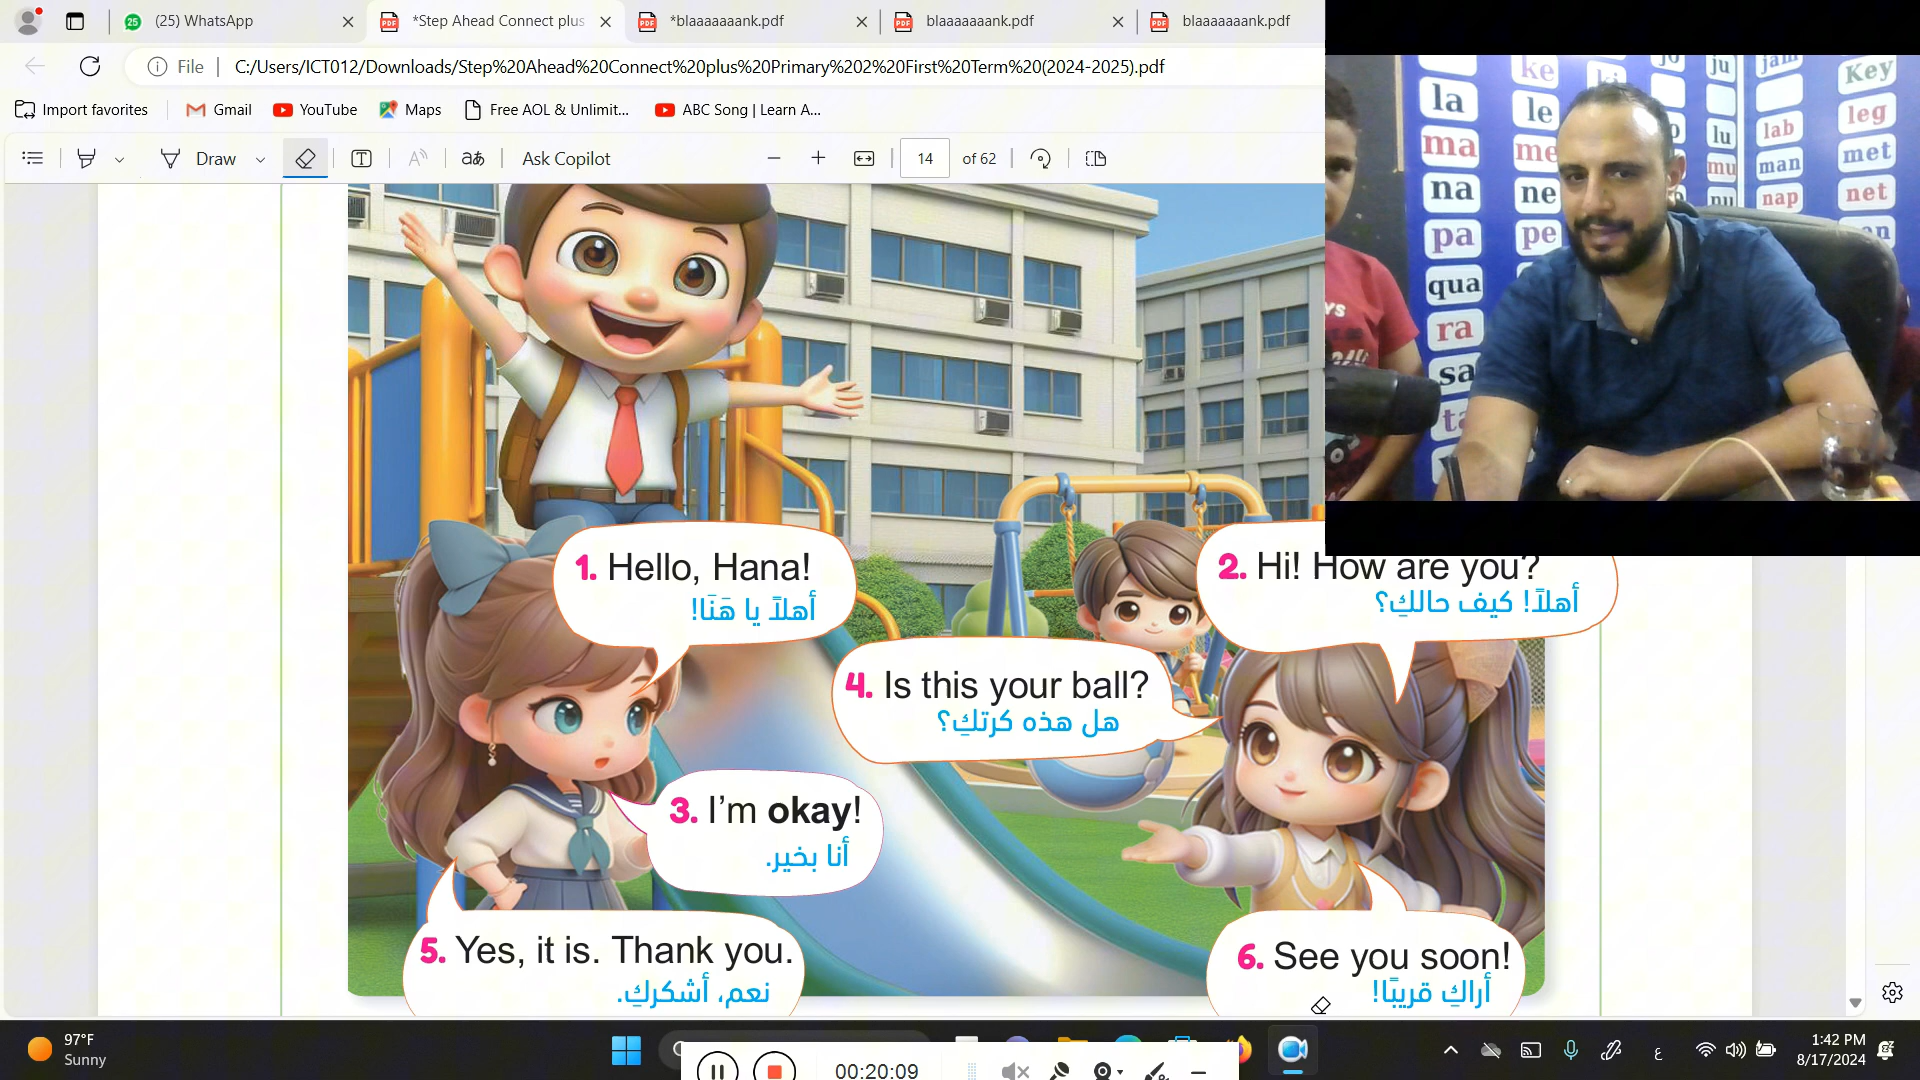 (25) WhatsApp
*Step Ahead Connect plus
*blaaaaaaank.pdf
blaaaaaaank.pdf
blaaaaaaank.pdf
File
C:/Users/ICT012/Downloads/Step%20Ahead%20Connect%20plus%20Primary%202%20First%20Term%20(2024-2025).pdf
Import favorites
Gmail
YouTube
Maps
Free AOL & Unlimit...
ABC Song | Learn A...
Draw
Ask Copilot
14
of 62
1. Hello, Hana!
أهلاً يا هَنَا!
2. Hi! How are you?
أهلاً! كيف حالكِ؟
4. Is this your ball?
هل هذه كرتكِ؟
3. I'm okay!
أنا بخير.
5. Yes, it is. Thank you.
نعم، أشكركِ.
6. See you soon!
أراكِ قريبًا!
la
ma
na
pa
qua
ra
sa
ke
le
me
ne
pe
ju
lu
mu
jam
lab
man
nap
Key
leg
met
net
97°F
Sunny
00:20:09
1:42 PM
8/17/2024